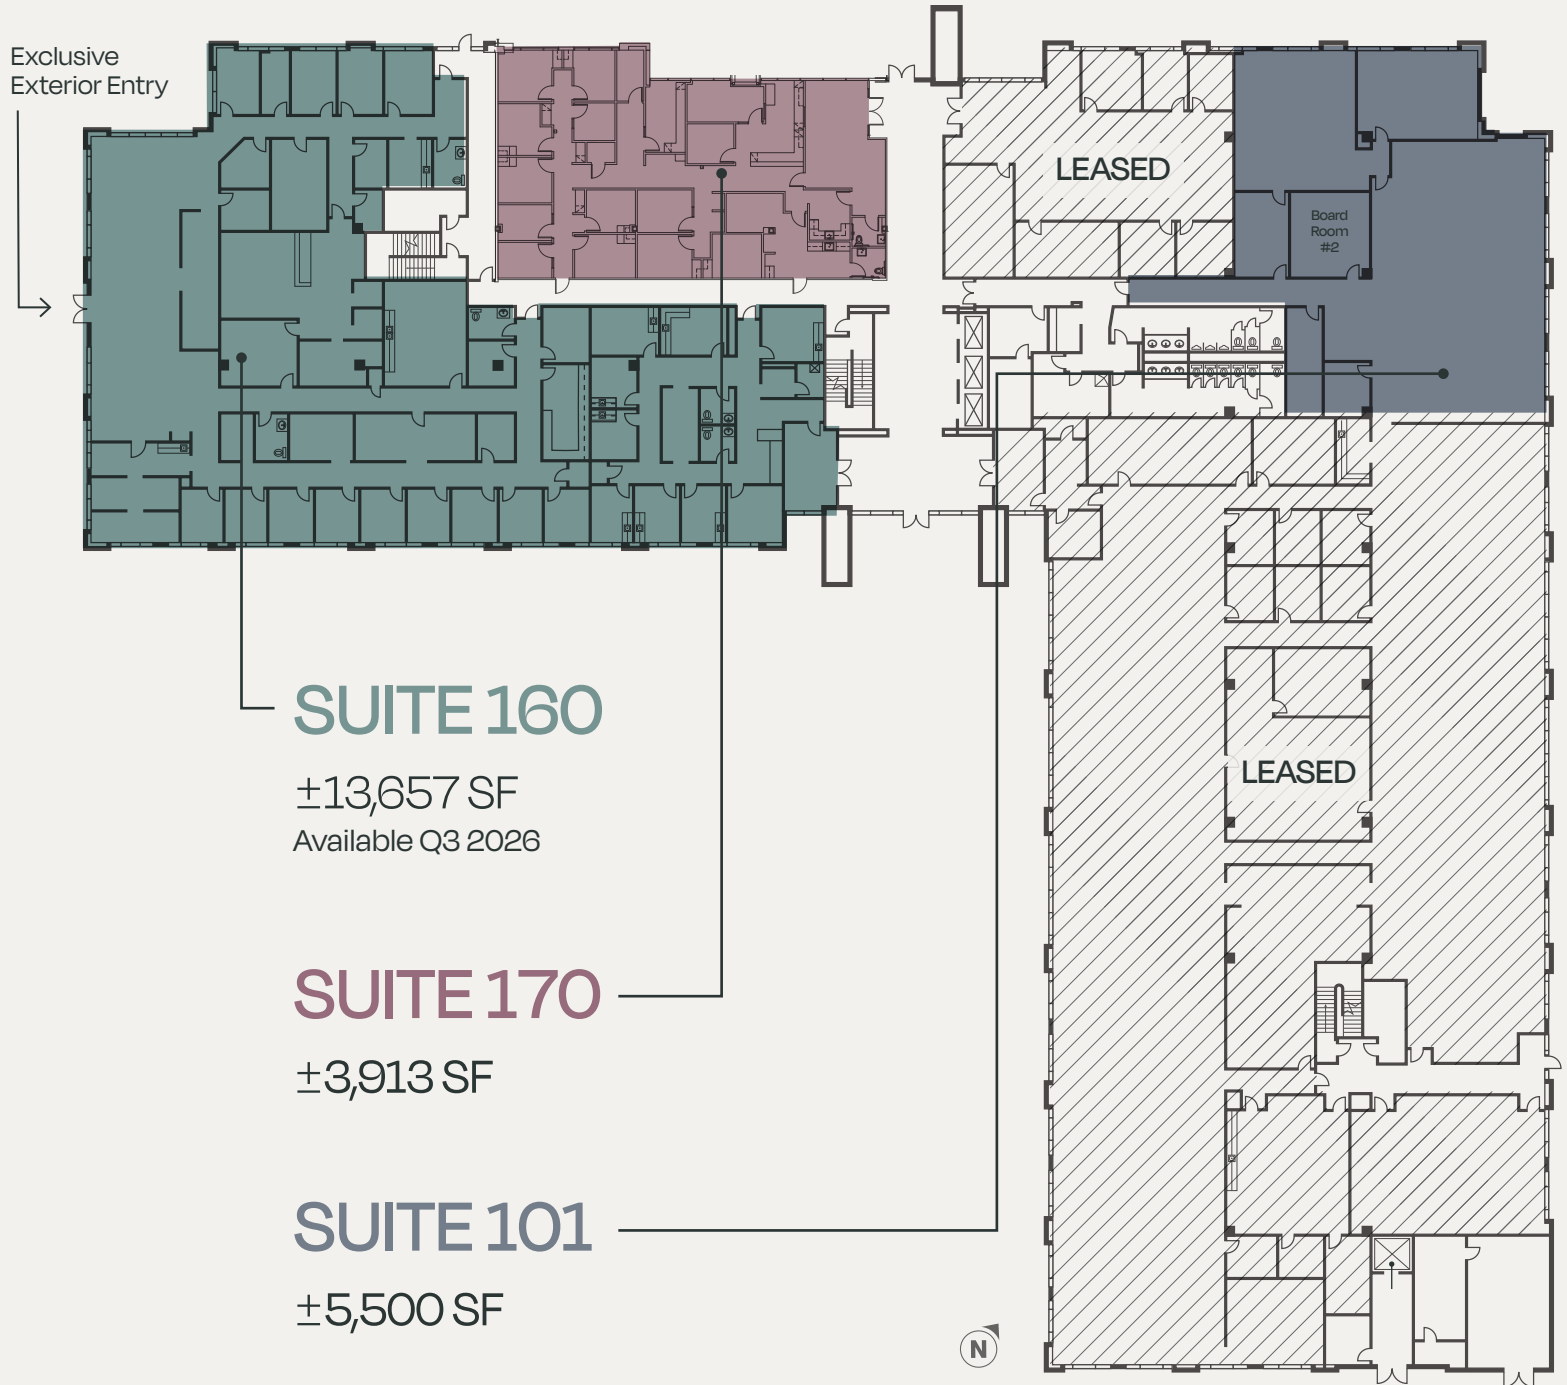 Exclusive
Exterior Entry
LEASED
Board
Room
#2
LEASED
SUITE 160
±13,657 SF
Available Q3 2026
SUITE 170
±3,913 SF
SUITE 101
±5,500 SF
N